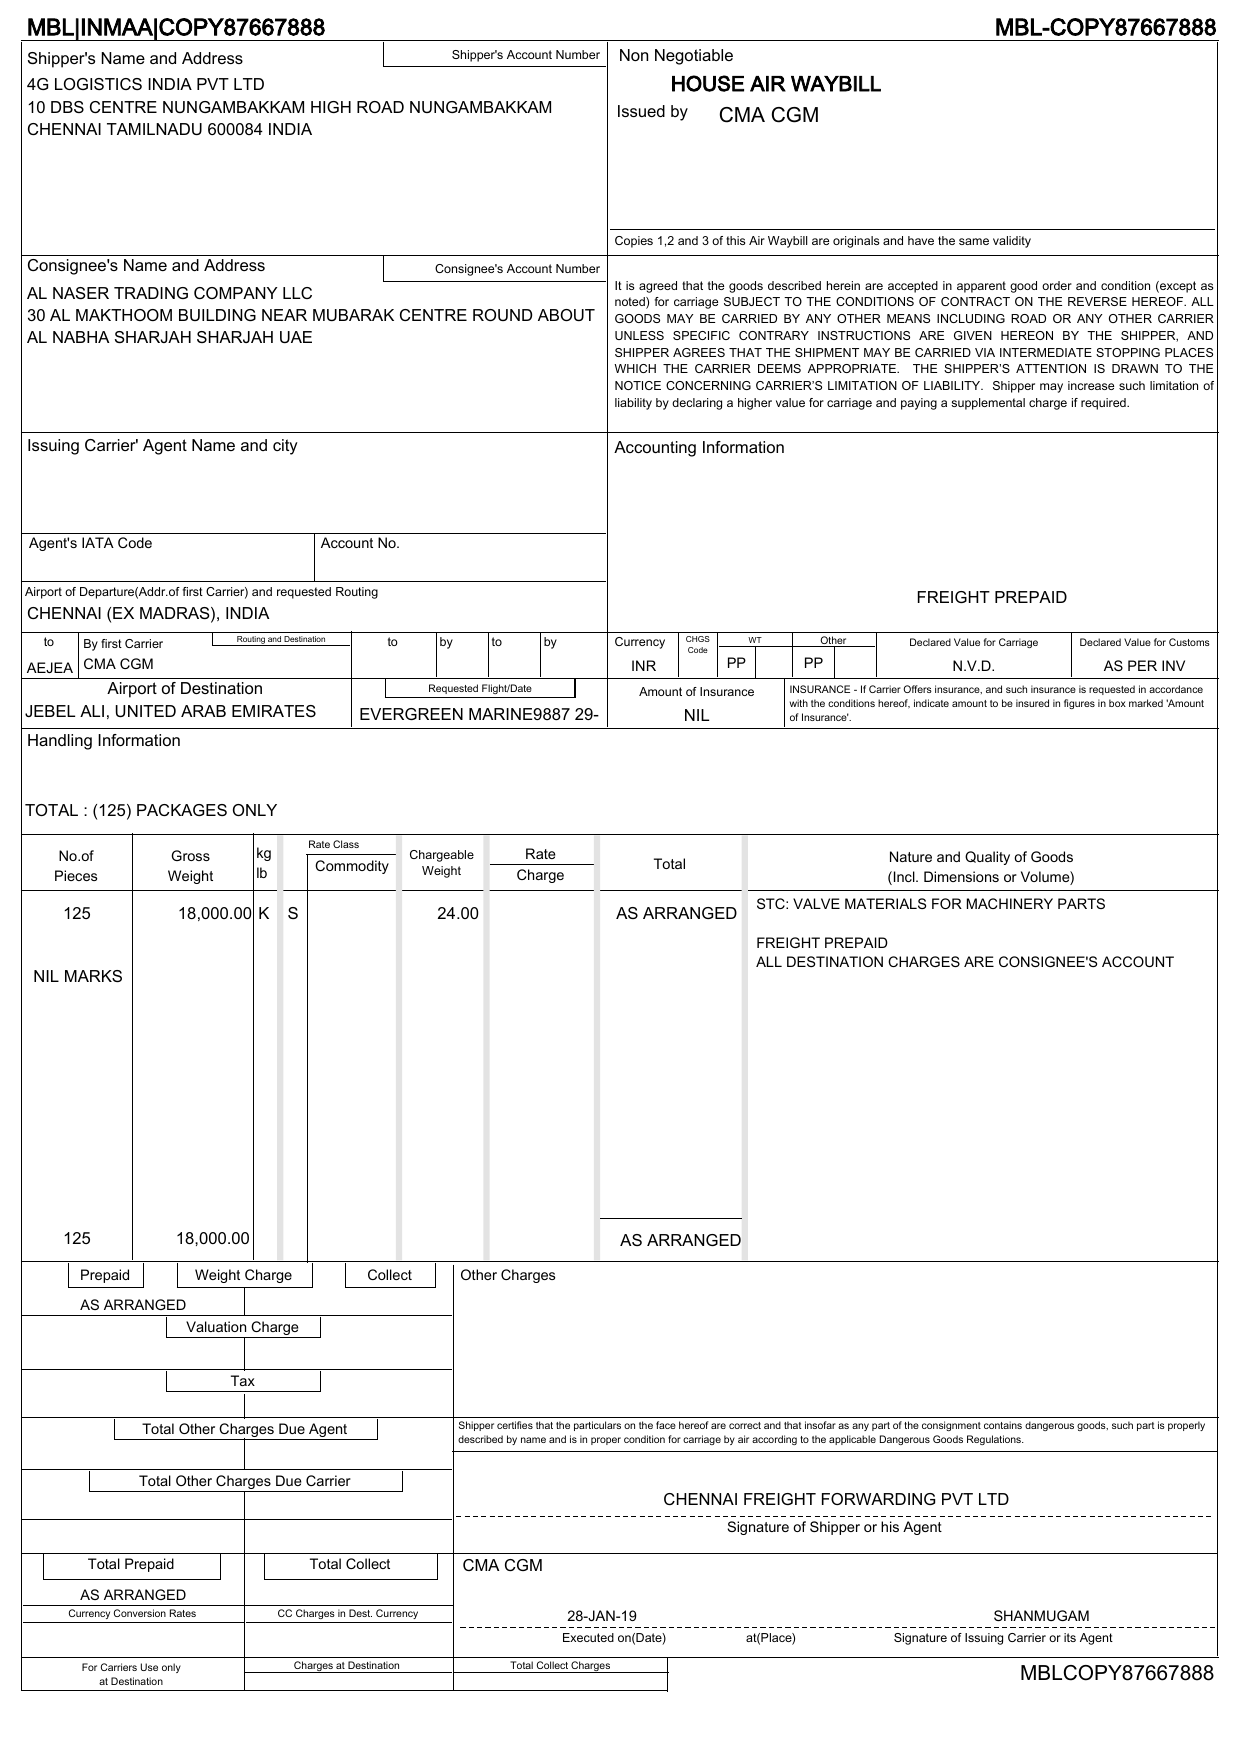 MBL|INMAA|COPY87667888
MBL-COPY87667888
Shipper's Name and Address
Shipper's Account Number
4G LOGISTICS INDIA PVT LTD
10 DBS CENTRE NUNGAMBAKKAM HIGH ROAD NUNGAMBAKKAM
CHENNAI TAMILNADU 600084 INDIA
Non Negotiable
HOUSE AIR WAYBILL
Issued by CMA CGM
Copies 1,2 and 3 of this Air Waybill are originals and have the same validity
Consignee's Name and Address
Consignee's Account Number
AL NASER TRADING COMPANY LLC
30 AL MAKTHOOM BUILDING NEAR MUBARAK CENTRE ROUND ABOUT
AL NABHA SHARJAH SHARJAH UAE
It is agreed that the goods described herein are accepted in apparent good order and condition (except as
noted) for carriage SUBJECT TO THE CONDITIONS OF CONTRACT ON THE REVERSE HEREOF. ALL
GOODS MAY BE CARRIED BY ANY OTHER MEANS INCLUDING ROAD OR ANY OTHER CARRIER
UNLESS SPECIFIC CONTRARY INSTRUCTIONS ARE GIVEN HEREON BY THE SHIPPER, AND
SHIPPER AGREES THAT THE SHIPMENT MAY BE CARRIED VIA INTERMEDIATE STOPPING PLACES
WHICH THE CARRIER DEEMS APPROPRIATE. THE SHIPPER'S ATTENTION IS DRAWN TO THE
NOTICE CONCERNING CARRIER'S LIMITATION OF LIABILITY. Shipper may increase such limitation of
liability by declaring a higher value for carriage and paying a supplemental charge if required.
Issuing Carrier' Agent Name and city
Accounting Information
Agent's IATA Code
Account No.
Airport of Departure(Addr.of first Carrier) and requested Routing
CHENNAI (EX MADRAS), INDIA
FREIGHT PREPAID
to
By first Carrier
Routing and Destination
to
by
to
by
AEJEA
CMA CGM
Currency
CHGS
Code
WT
Other
Declared Value for Carriage
Declared Value for Customs
INR
PP
PP
N.V.D.
AS PER INV
Airport of Destination
JEBEL ALI, UNITED ARAB EMIRATES
Requested Flight/Date
EVERGREEN MARINE9887 29-
Amount of Insurance
NIL
INSURANCE - If Carrier Offers insurance, and such insurance is requested in accordance
with the conditions hereof, indicate amount to be insured in figures in box marked 'Amount
of Insurance'.
Handling Information
TOTAL : (125) PACKAGES ONLY
No.of
Pieces
Gross
Weight
kg
lb
Rate Class
Commodity
Chargeable
Weight
Rate
Charge
Total
Nature and Quality of Goods
(Incl. Dimensions or Volume)
125
18,000.00
K
S
24.00
AS ARRANGED
STC: VALVE MATERIALS FOR MACHINERY PARTS
FREIGHT PREPAID
ALL DESTINATION CHARGES ARE CONSIGNEE'S ACCOUNT
NIL MARKS
125
18,000.00
AS ARRANGED
Prepaid
Weight Charge
Collect
Other Charges
AS ARRANGED
Valuation Charge
Tax
Total Other Charges Due Agent
Shipper certifies that the particulars on the face hereof are correct and that insofar as any part of the consignment contains dangerous goods, such part is properly
described by name and is in proper condition for carriage by air according to the applicable Dangerous Goods Regulations.
Total Other Charges Due Carrier
CHENNAI FREIGHT FORWARDING PVT LTD
Signature of Shipper or his Agent
Total Prepaid
Total Collect
CMA CGM
AS ARRANGED
Currency Conversion Rates
CC Charges in Dest. Currency
28-JAN-19
SHANMUGAM
Executed on(Date)
at(Place)
Signature of Issuing Carrier or its Agent
For Carriers Use only
at Destination
Charges at Destination
Total Collect Charges
MBLCOPY87667888